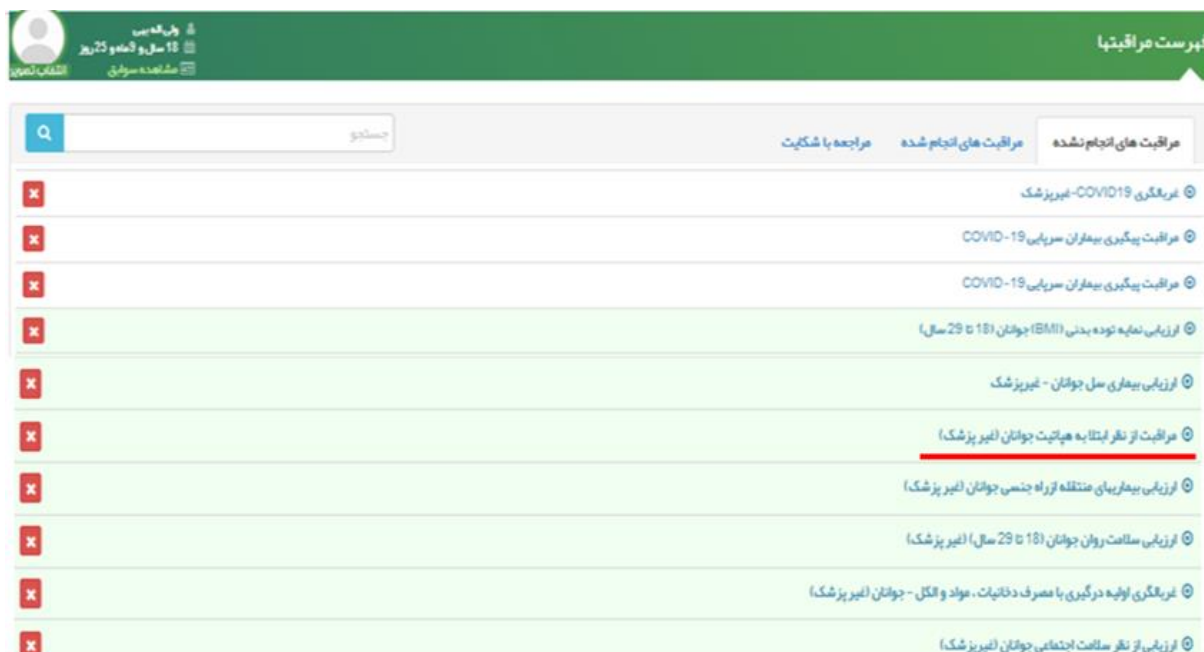 فهرست مراقبتها
ولی اله بیی
18 سال و 9 ماه و 25 روز
مشاهده سوابق
انتخاب تصویر
مراقبت های انجام نشده
مراقبت های انجام شده
مراجعه با شکایت
جستجو
غربالگری COVID19-غیرپزشک
مراقبت پیگیری بیماران سرپایی COVID-19
مراقبت پیگیری بیماران سرپایی COVID-19
ارزیابی نمایه توده بدنی (BMI) جوانان (18 تا 29 سال)
ارزیابی بیماری سل جوانان - غیرپزشک
مراقبت از نظر ابتلا به هپاتیت جوانان (غیر پزشک)
ارزیابی بیماریهای منتقله از راه جنسی جوانان (غیر پزشک)
ارزیابی سلامت روان جوانان (18 تا 29 سال) (غیر پزشک)
غربالگری اولیه درگیری با مصرف دخانیات، مواد و الکل - جوانان (غیر پزشک)
ارزیابی از نظر سلامت اجتماعی جوانان (غیرپزشک)